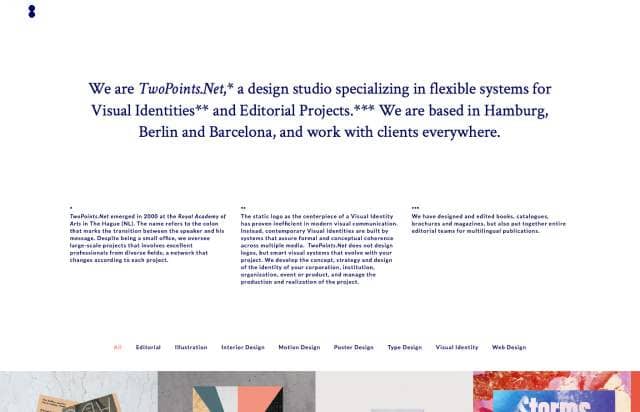 We are TwoPoints.Net,* a design studio specializing in flexible systems for
Visual Identities** and Editorial Projects.*** We are based in Hamburg,
Berlin and Barcelona, and work with clients everywhere.
*
TwoPoints.Net emerged in 2000 at the Royal Academy of
Arts in The Hague (NL). The name refers to the colon
that marks the transition between the speaker and his
message. Despite being a small office, we oversee
large-scale projects that involves excellent
professionals from diverse fields, a network that
changes according to each project.
**
The static logo as the centerpiece of a Visual Identity
has proven inefficient in modern visual communication.
Instead, contemporary Visual Identities are built by
systems that assure formal and conceptual coherence
across multiple media. TwoPoints.Net does not design
logos, but smart visual systems that evolve with your
project. We develop the concept, strategy and design
of the identity of your corporation, institution,
organization, event or product, and manage the
production and realization of the project.
***
We have designed and edited books, catalogues,
brochures and magazines, but also put together entire
editorial teams for multilingual publications.
All Editorial Illustration Interior Design Motion Design Poster Design Type Design Visual Identity Web Design
Storms